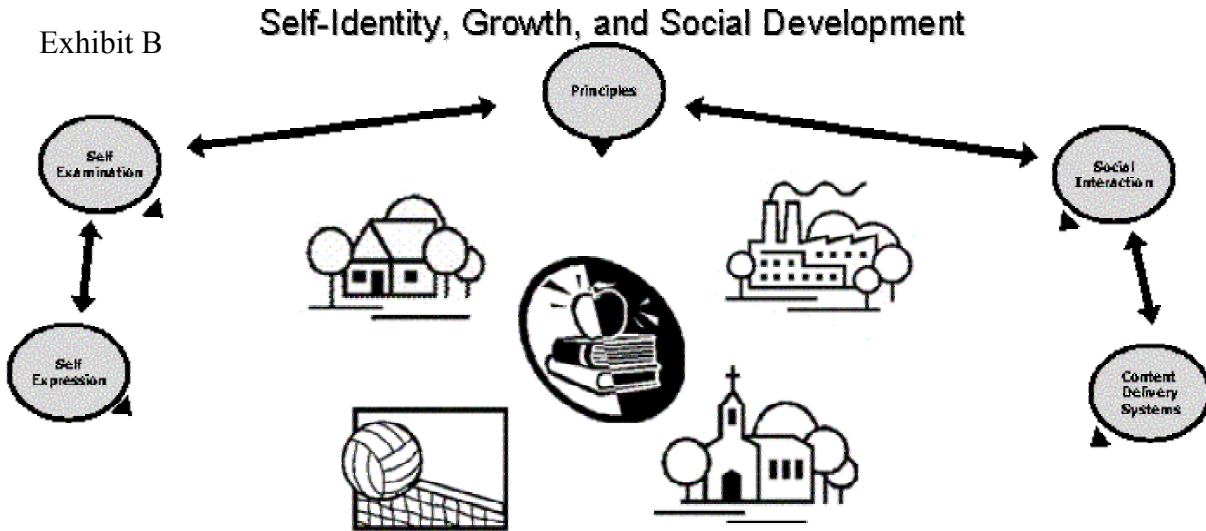 Self-Identity, Growth, and Social Development
Exhibit B
Principles
Self
Examination
Social
Interaction
Self
Expression
Content
Delivery
Systems